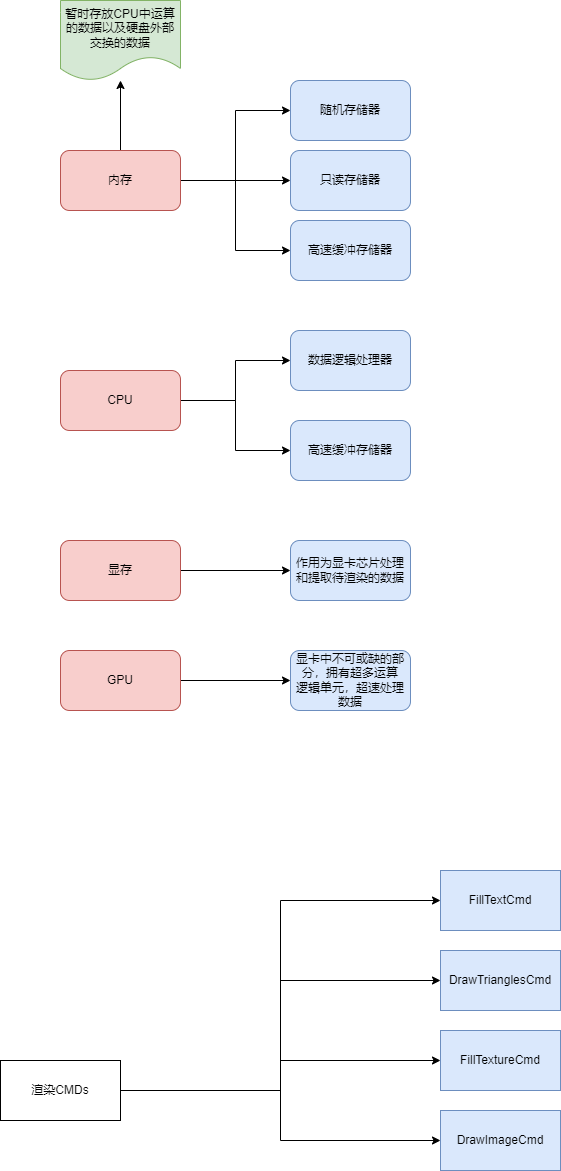 暂时存放CPU中运算
的数据以及硬盘外部
交换的数据
随机存储器
内存
只读存储器
高速缓冲存储器
数据逻辑处理器
CPU
高速缓冲存储器
显存
作用为显卡芯片处理
和提取待渲染的数据
GPU
显卡中不可或缺的部
分，拥有超多运算
逻辑单元，超速处理
数据
FillTextCmd
DrawTrianglesCmd
FillTextureCmd
渲染CMDs
DrawImageCmd